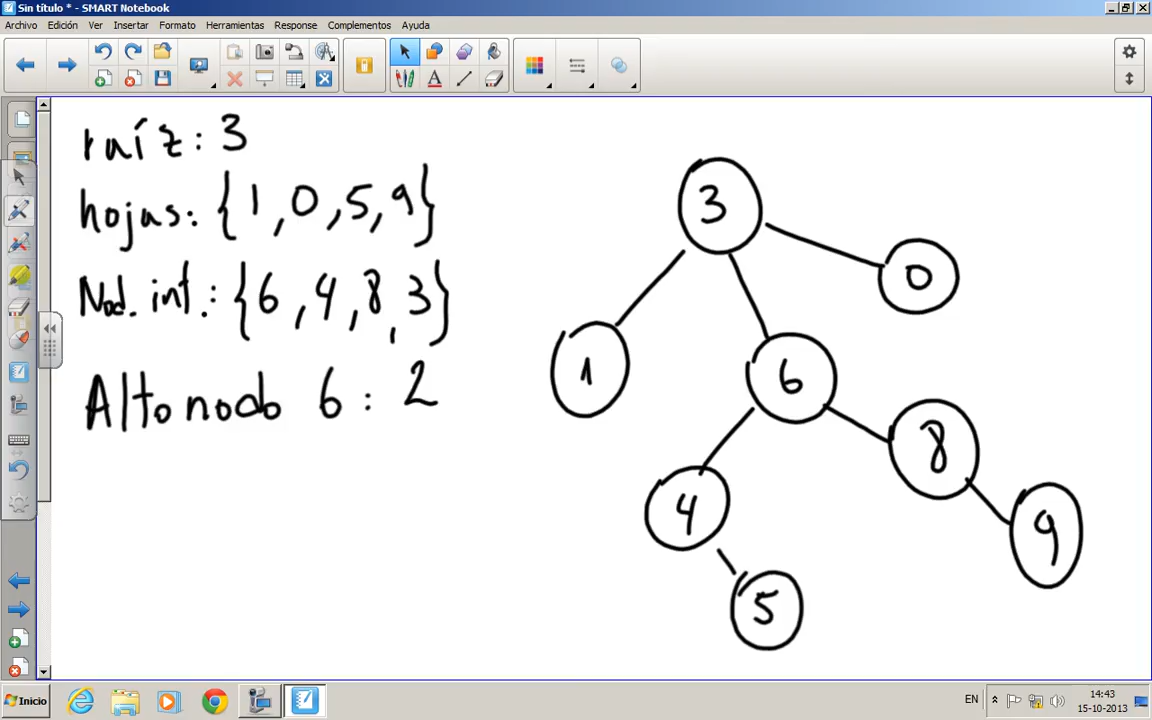 Sin título * - SMART Notebook
Archivo Edición Ver Insertar Formato Herramientas Response Complementos Ayuda
raíz: 3
hojas: {1, 0, 5, 9}
Nod. int.: {6, 4, 8, 3}
Alto nodo 6: 2
3
0
1
6
8
4
9
5
Inicio
EN
14:43
15-10-2013